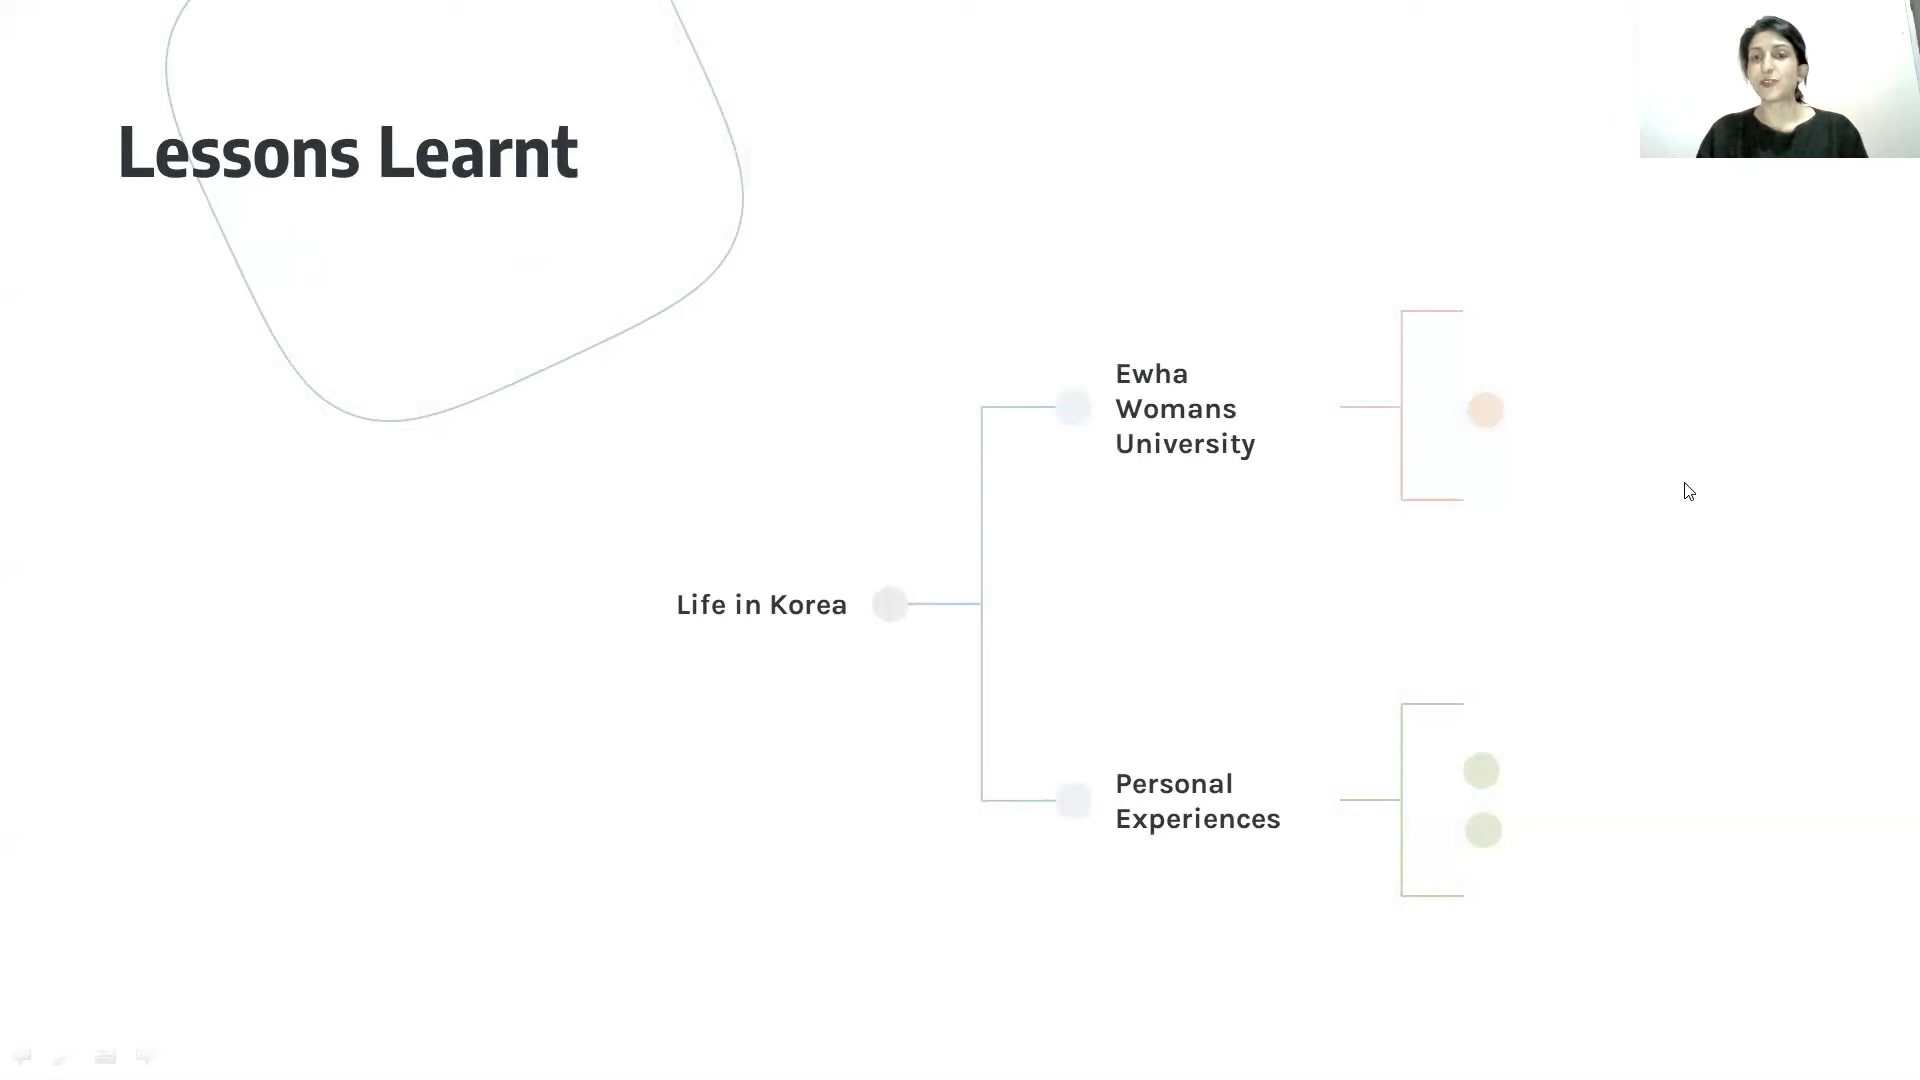 Lessons Learnt
Ewha
Womans
University
Life in Korea
Personal
Experiences